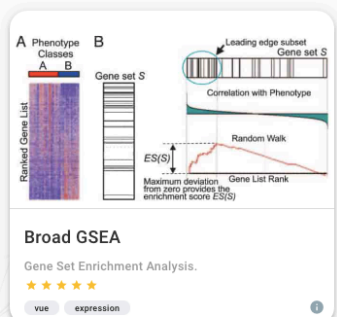 A Phenotype
Classes
A B
Ranked Gene List
B
Gene set S
Leading edge subset
Gene set S
Correlation with Phenotype
Random Walk
ES(S)
Maximum deviation
from zero provides the
enrichment score ES(S)
Gene List Rank
Broad GSEA
Gene Set Enrichment Analysis.
vue expression